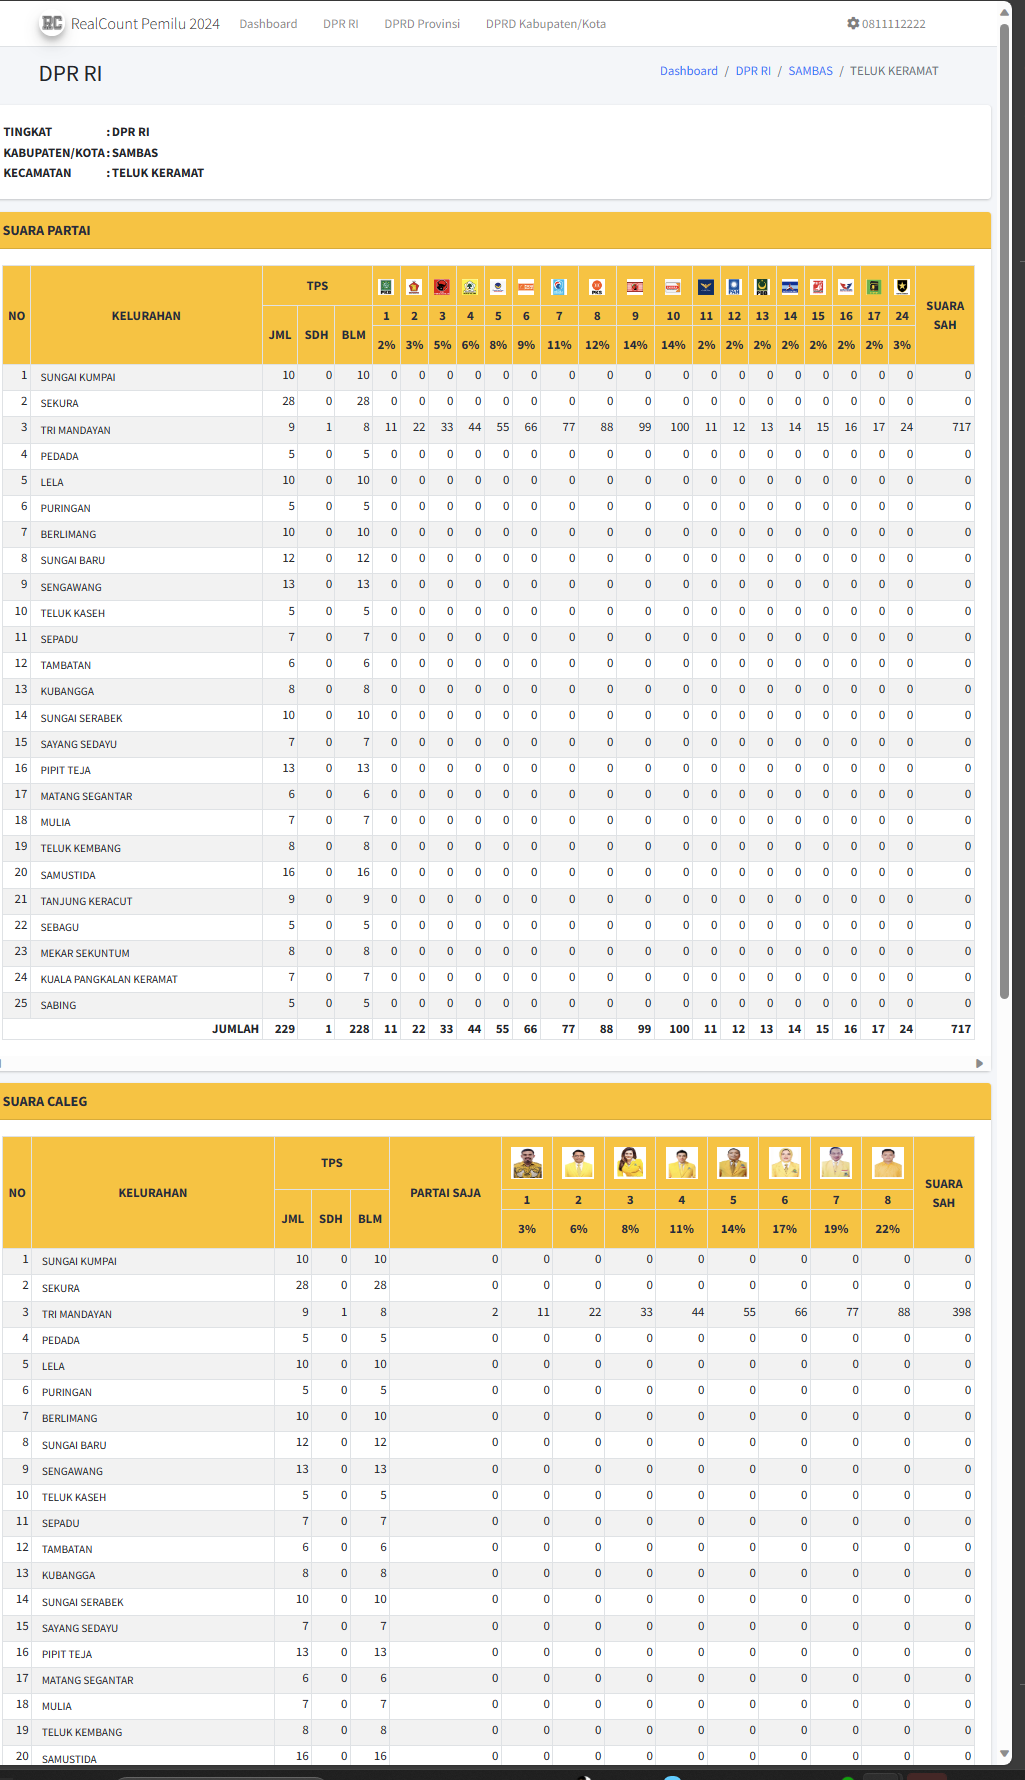 RC RealCount Pemilu 2024 Dashboard DPR RI DPRD Provinsi DPRD Kabupaten/Kota 0811112222
DPR RI
Dashboard / DPR RI / SAMBAS / TELUK KERAMAT
TINGKAT : DPR RI
KABUPATEN/KOTA : SAMBAS
KECAMATAN : TELUK KERAMAT
SUARA PARTAI
NO KELURAHAN TPS SUARA SAH
1 2 3 4 5 6 7 8 9 10 11 12 13 14 15 16 17 24
JML SDH BLM 2% 3% 5% 6% 8% 9% 11% 12% 14% 14% 2% 2% 2% 2% 2% 2% 2% 3%
1 SUNGAI KUMPAI 10 0 10 0 0 0 0 0 0 0 0 0 0 0 0 0 0 0 0 0 0 0
2 SEKURA 28 0 28 0 0 0 0 0 0 0 0 0 0 0 0 0 0 0 0 0 0 0
3 TRI MANDAYAN 9 1 8 11 22 33 44 55 66 77 88 99 100 11 12 13 14 15 16 17 24 717
4 PEDADA 5 0 5 0 0 0 0 0 0 0 0 0 0 0 0 0 0 0 0 0 0 0
5 LELA 10 0 10 0 0 0 0 0 0 0 0 0 0 0 0 0 0 0 0 0 0 0
6 PURINGAN 5 0 5 0 0 0 0 0 0 0 0 0 0 0 0 0 0 0 0 0 0 0
7 BERLIMANG 10 0 10 0 0 0 0 0 0 0 0 0 0 0 0 0 0 0 0 0 0 0
8 SUNGAI BARU 12 0 12 0 0 0 0 0 0 0 0 0 0 0 0 0 0 0 0 0 0 0
9 SENGAWANG 13 0 13 0 0 0 0 0 0 0 0 0 0 0 0 0 0 0 0 0 0 0
10 TELUK KASEH 5 0 5 0 0 0 0 0 0 0 0 0 0 0 0 0 0 0 0 0 0 0
11 SEPADU 7 0 7 0 0 0 0 0 0 0 0 0 0 0 0 0 0 0 0 0 0 0
12 TAMBATAN 6 0 6 0 0 0 0 0 0 0 0 0 0 0 0 0 0 0 0 0 0 0
13 KUBANGGA 8 0 8 0 0 0 0 0 0 0 0 0 0 0 0 0 0 0 0 0 0 0
14 SUNGAI SERABEK 10 0 10 0 0 0 0 0 0 0 0 0 0 0 0 0 0 0 0 0 0 0
15 SAYANG SEDAYU 7 0 7 0 0 0 0 0 0 0 0 0 0 0 0 0 0 0 0 0 0 0
16 PIPIT TEJA 13 0 13 0 0 0 0 0 0 0 0 0 0 0 0 0 0 0 0 0 0 0
17 MATANG SEGANTAR 6 0 6 0 0 0 0 0 0 0 0 0 0 0 0 0 0 0 0 0 0 0
18 MULIA 7 0 7 0 0 0 0 0 0 0 0 0 0 0 0 0 0 0 0 0 0 0
19 TELUK KEMBANG 8 0 8 0 0 0 0 0 0 0 0 0 0 0 0 0 0 0 0 0 0 0
20 SAMUSTIDA 16 0 16 0 0 0 0 0 0 0 0 0 0 0 0 0 0 0 0 0 0 0
21 TANJUNG KERACUT 9 0 9 0 0 0 0 0 0 0 0 0 0 0 0 0 0 0 0 0 0 0
22 SEBAGU 5 0 5 0 0 0 0 0 0 0 0 0 0 0 0 0 0 0 0 0 0 0
23 MEKAR SEKUNTUM 8 0 8 0 0 0 0 0 0 0 0 0 0 0 0 0 0 0 0 0 0 0
24 KUALA PANGKALAN KERAMAT 7 0 7 0 0 0 0 0 0 0 0 0 0 0 0 0 0 0 0 0 0 0
25 SABING 5 0 5 0 0 0 0 0 0 0 0 0 0 0 0 0 0 0 0 0 0 0
JUMLAH 229 1 228 11 22 33 44 55 66 77 88 99 100 11 12 13 14 15 16 17 24 717
SUARA CALEG
NO KELURAHAN TPS PARTAI SAJA SUARA SAH
1 2 3 4 5 6 7 8
JML SDH BLM 3% 6% 8% 11% 14% 17% 19% 22%
1 SUNGAI KUMPAI 10 0 10 0 0 0 0 0 0 0 0 0 0
2 SEKURA 28 0 28 0 0 0 0 0 0 0 0 0 0
3 TRI MANDAYAN 9 1 8 2 11 22 33 44 55 66 77 88 398
4 PEDADA 5 0 5 0 0 0 0 0 0 0 0 0 0
5 LELA 10 0 10 0 0 0 0 0 0 0 0 0 0
6 PURINGAN 5 0 5 0 0 0 0 0 0 0 0 0 0
7 BERLIMANG 10 0 10 0 0 0 0 0 0 0 0 0 0
8 SUNGAI BARU 12 0 12 0 0 0 0 0 0 0 0 0 0
9 SENGAWANG 13 0 13 0 0 0 0 0 0 0 0 0 0
10 TELUK KASEH 5 0 5 0 0 0 0 0 0 0 0 0 0
11 SEPADU 7 0 7 0 0 0 0 0 0 0 0 0 0
12 TAMBATAN 6 0 6 0 0 0 0 0 0 0 0 0 0
13 KUBANGGA 8 0 8 0 0 0 0 0 0 0 0 0 0
14 SUNGAI SERABEK 10 0 10 0 0 0 0 0 0 0 0 0 0
15 SAYANG SEDAYU 7 0 7 0 0 0 0 0 0 0 0 0 0
16 PIPIT TEJA 13 0 13 0 0 0 0 0 0 0 0 0 0
17 MATANG SEGANTAR 6 0 6 0 0 0 0 0 0 0 0 0 0
18 MULIA 7 0 7 0 0 0 0 0 0 0 0 0 0
19 TELUK KEMBANG 8 0 8 0 0 0 0 0 0 0 0 0 0
20 SAMUSTIDA 16 0 16 0 0 0 0 0 0 0 0 0 0